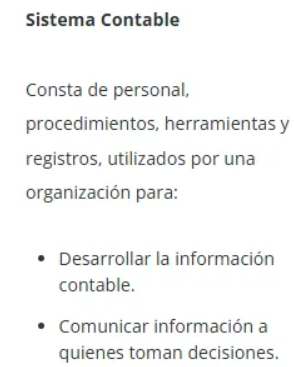 Sistema Contable
Consta de personal,
procedimientos, herramientas y
registros, utilizados por una
organización para:
• Desarrollar la información
contable.
• Comunicar información a
quienes toman decisiones.